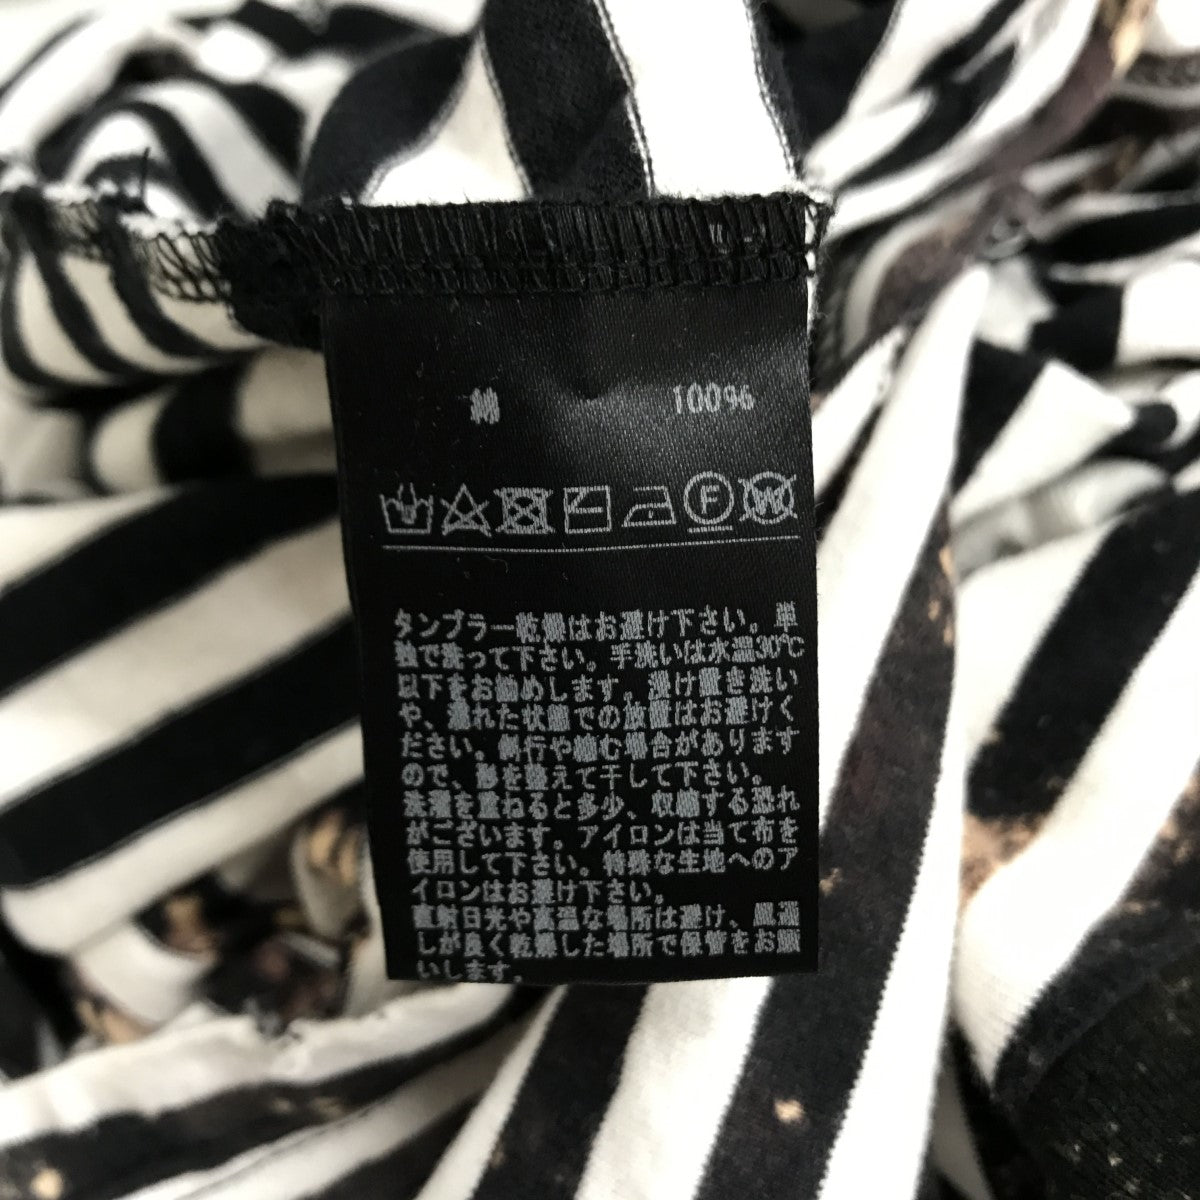 綿 100%
F W
タンブラー乾燥はお避け下さい。単
独で洗って下さい。手洗いは水温30℃
以下をお勧めします。浸け置き洗い
や、濡れた状態での放置はお避けく
ださい。斜行や縮む場合があります
ので、形を整えて干して下さい。
洗濯を重ねると多少、収縮する恐れ
がございます。アイロンは当て布を
使用して下さい。特殊な生地へのア
イロンはお避け下さい。
直射日光や高温な場所は避け、風通
しが良く乾燥した場所で保管をお願
いします。